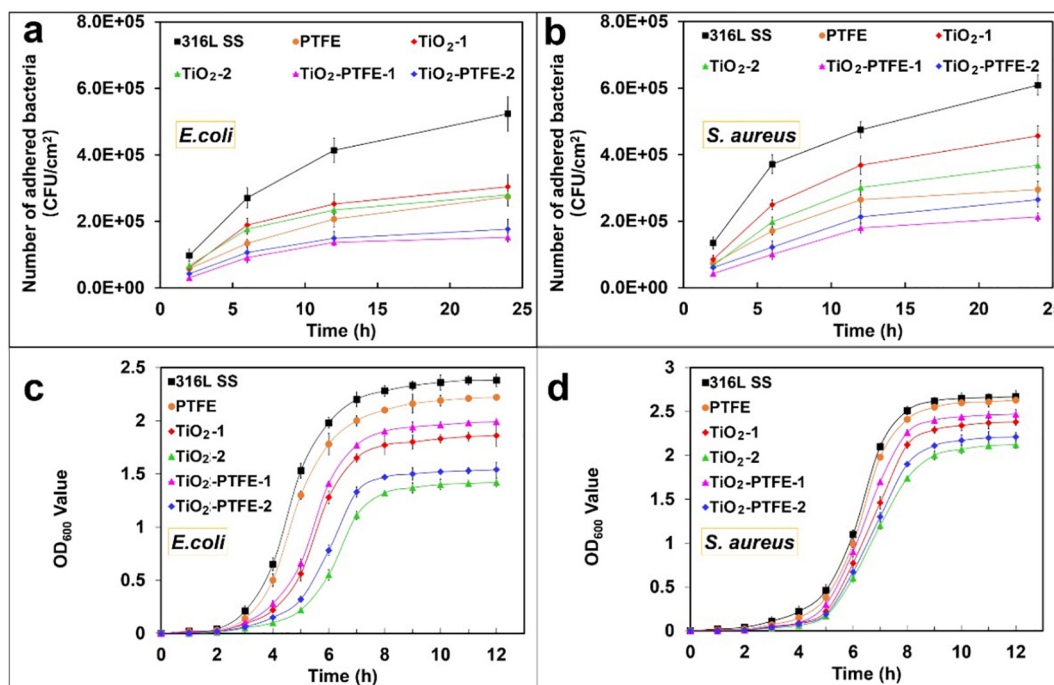 a
8.0E+05
6.0E+05
4.0E+05
2.0E+05
0.0E+00
Number of adhered bacteria
(CFU/cm²)
316L SS PTFE TiO₂-1
TiO₂-2 TiO₂-PTFE-1 TiO₂-PTFE-2
E.coli
0 5 10 15 20 25
Time (h)
b
8.0E+05
6.0E+05
4.0E+05
2.0E+05
0.0E+00
Number of adhered bacteria
(CFU/cm²)
316L SS PTFE TiO₂-1
TiO₂-2 TiO₂-PTFE-1 TiO₂-PTFE-2
S. aureus
0 5 10 15 20 25
Time (h)
c
2.5
2
1.5
1
0.5
0
OD₆₀₀ Value
316L SS
PTFE
TiO₂-1
TiO₂-2
TiO₂-PTFE-1
TiO₂-PTFE-2
E.coli
0 2 4 6 8 10 12
Time (h)
d
3
2.5
2
1.5
1
0.5
0
OD₆₀₀ Value
316L SS
PTFE
TiO₂-1
TiO₂-2
TiO₂-PTFE-1
TiO₂-PTFE-2
S. aureus
0 2 4 6 8 10 12
Time (h)